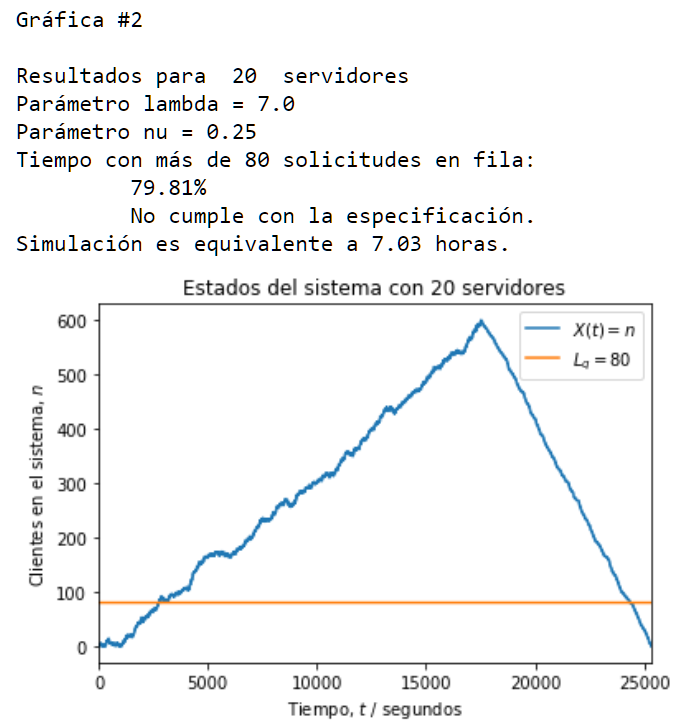 Gráfica #2
Resultados para  20  servidores
Parámetro lambda = 7.0
Parámetro nu = 0.25
Tiempo con más de 80 solicitudes en fila:
79.81%
No cumple con la especificación.
Simulación es equivalente a 7.03 horas.
Estados del sistema con 20 servidores
X(t) = n
L_q = 80
Clientes en el sistema, n
600
500
400
300
200
100
0
0 5000 10000 15000 20000 25000
Tiempo, t / segundos